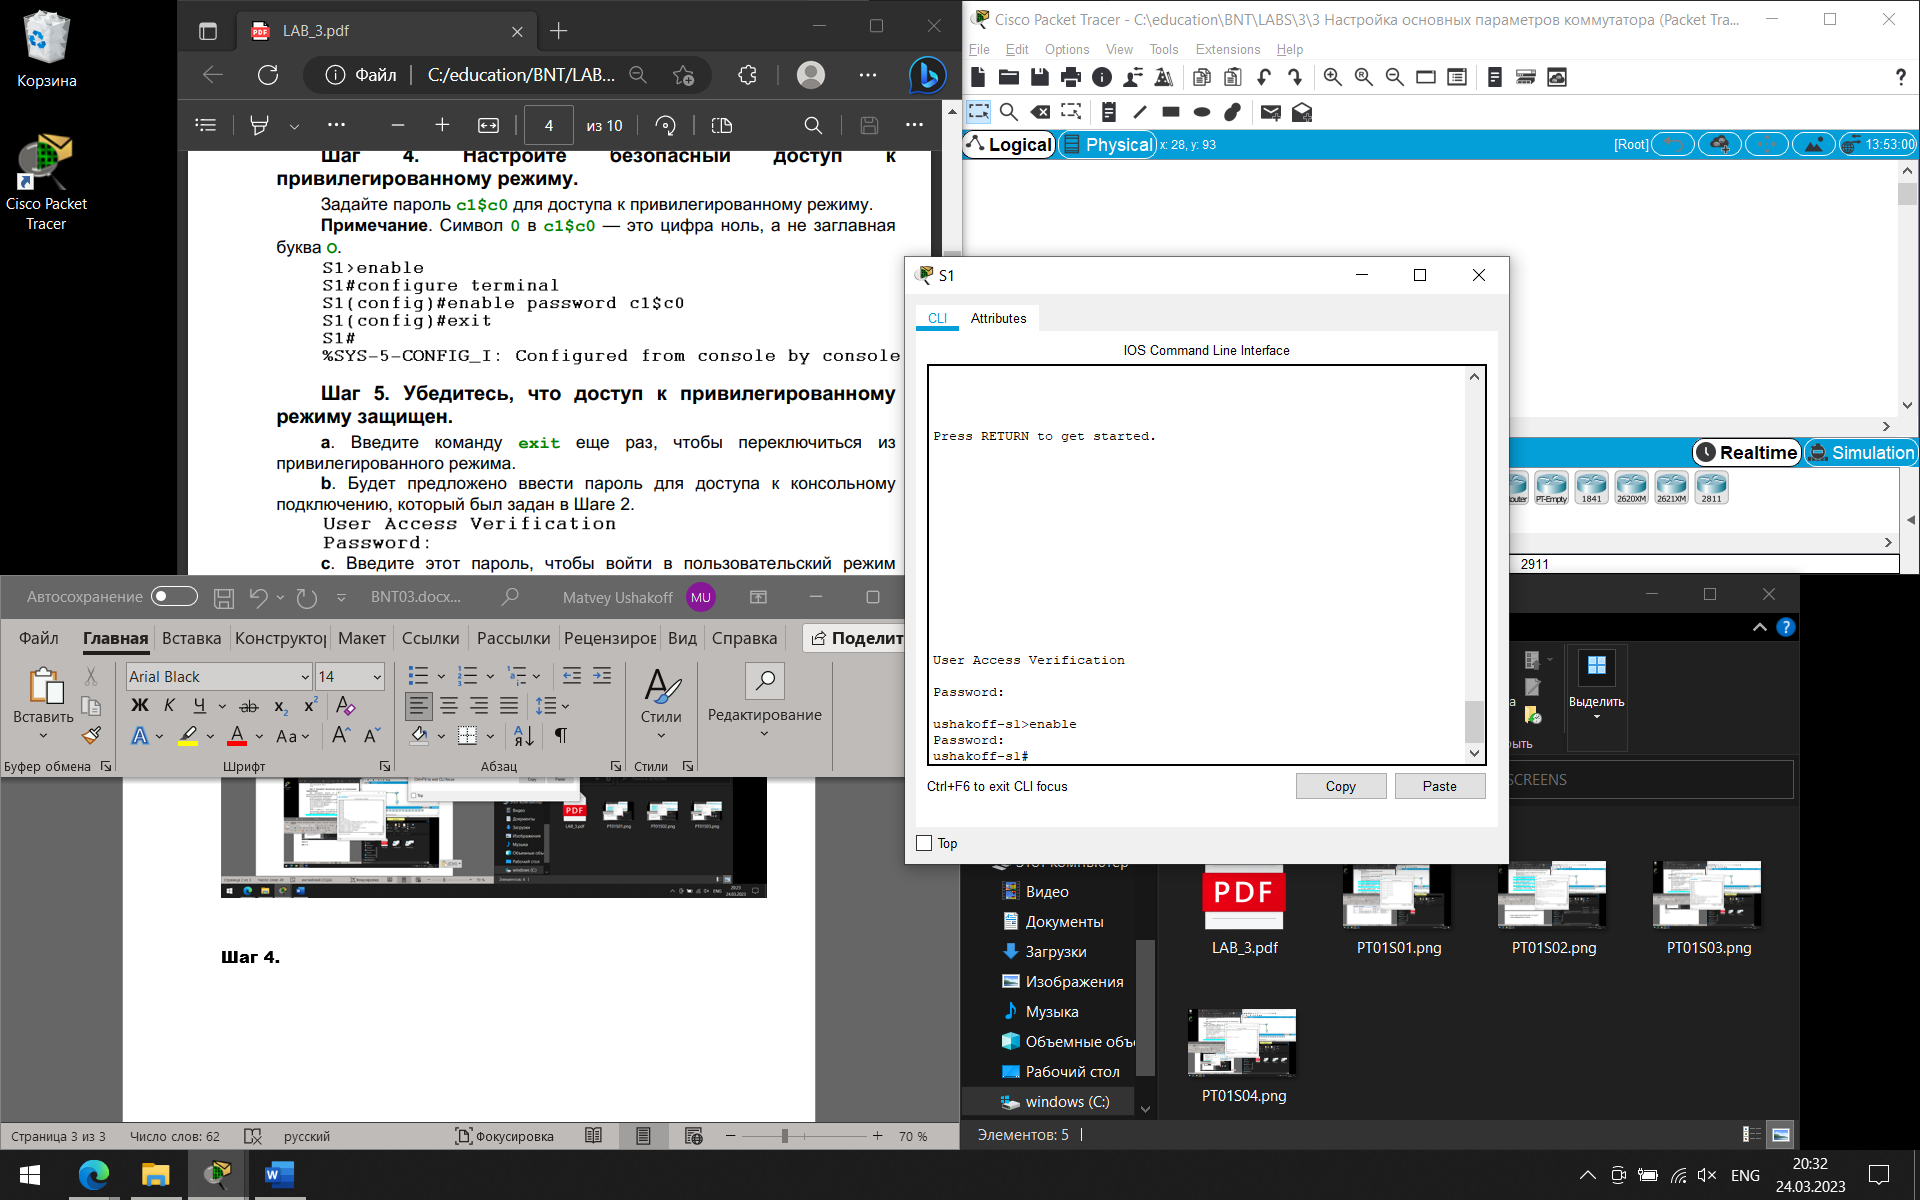 Корзина
Cisco Packet
Tracer
LAB_3.pdf
Файл
C:/education/BNT/LAB...
4
из 10
Шаг 4. Настройте безопасный доступ к
привилегированному режиму.
Задайте пароль c1$c0 для доступа к привилегированному режиму.
Примечание. Символ 0 в c1$c0 — это цифра ноль, а не заглавная
буква O.
S1>enable
S1#configure terminal
S1(config)#enable password c1$c0
S1(config)#exit
S1#
%SYS-5-CONFIG_I: Configured from console by console
Шаг 5. Убедитесь, что доступ к привилегированному
режиму защищен.
a. Введите команду exit еще раз, чтобы переключиться из
привилегированного режима.
b. Будет предложено ввести пароль для доступа к консольному
подключению, который был задан в Шаге 2.
User Access Verification
Password:
c. Введите этот пароль, чтобы войти в пользовательский режим
Cisco Packet Tracer - C:\education\BNT\LABS\3\3 Настройка основных параметров коммутатора (Packet Tra...
File Edit Options View Tools Extensions Help
Logical
Physical
x: 28, y: 93
[Root]
13:53:00
Realtime
Simulation
PT-Empty
1841
2620XM
2621XM
2811
2911
S1
CLI
Attributes
IOS Command Line Interface
Press RETURN to get started.
User Access Verification
Password:
ushakoff-s1>enable
Password:
ushakoff-s1#
Ctrl+F6 to exit CLI focus
Copy
Paste
Top
Автосохранение
BNT03.docx...
Matvey Ushakoff
MU
Файл Главная Вставка Конструктор Макет Ссылки Рассылки Рецензиров Вид Справка
Поделит
Вставить
Arial Black
14
Ж К Ч ab x2 x2
Aa
Стили
Редактирование
Буфер обмена
Шрифт
Абзац
Стили
Шаг 4.
Страница 3 из 3
Число слов: 62
русский
Фокусировка
70 %
Выделить
SCREENS
Видео
Документы
Загрузки
Изображения
Музыка
Объемные объ
Рабочий стол
windows (C:)
PDF
LAB_3.pdf
PT01S01.png
PT01S02.png
PT01S03.png
PT01S04.png
Элементов: 5
ENG
20:32
24.03.2023